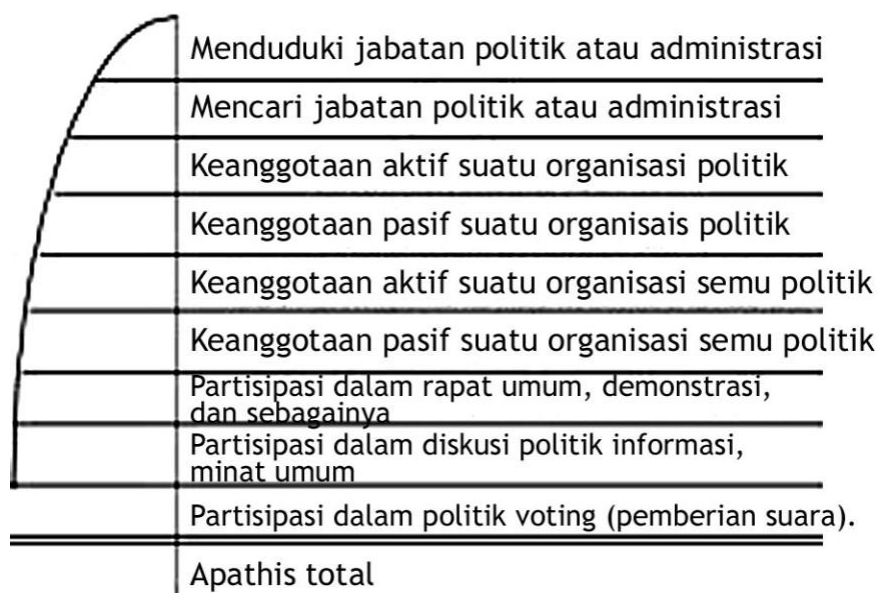 Menduduki jabatan politik atau administrasi
Mencari jabatan politik atau administrasi
Keanggotaan aktif suatu organisasi politik
Keanggotaan pasif suatu organisais politik
Keanggotaan aktif suatu organisasi semu politik
Keanggotaan pasif suatu organisasi semu politik
Partisipasi dalam rapat umum, demonstrasi,
dan sebagainya
Partisipasi dalam diskusi politik informasi,
minat umum
Partisipasi dalam politik voting (pemberian suara).
Apathis total